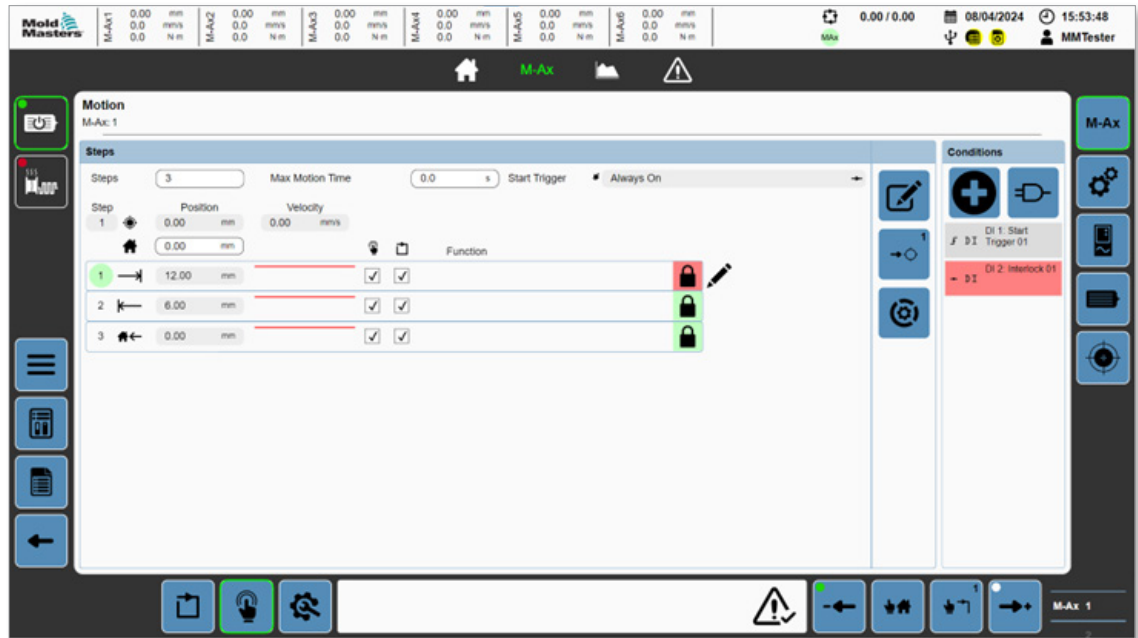 Mold
Masters
M-Ax1 0.00 mm
0.0 mm/s
0.0 N·m
M-Ax2 0.00 mm
0.0 mm/s
0.0 N·m
M-Ax3 0.00 mm
0.0 mm/s
0.0 N·m
M-Ax4 0.00 mm
0.0 mm/s
0.0 N·m
M-Ax5 0.00 mm
0.0 mm/s
0.0 N·m
M-Ax6 0.00 mm
0.0 mm/s
0.0 N·m
0.00 / 0.00
MAx
08/04/2024 15:53:48
MMTester
M-Ax
Motion
M-Ax: 1
M-Ax
Steps
Conditions
Steps 3 Max Motion Time 0.0 s Start Trigger Always On
Step Position Velocity
1 0.00 mm 0.00 mm/s
0.00 mm
Function
1 12.00 mm
2 6.00 mm
3 0.00 mm
1
DI DI 1: Start
Trigger 01
DI DI 2: Interlock 01
1
M-Ax 1
2